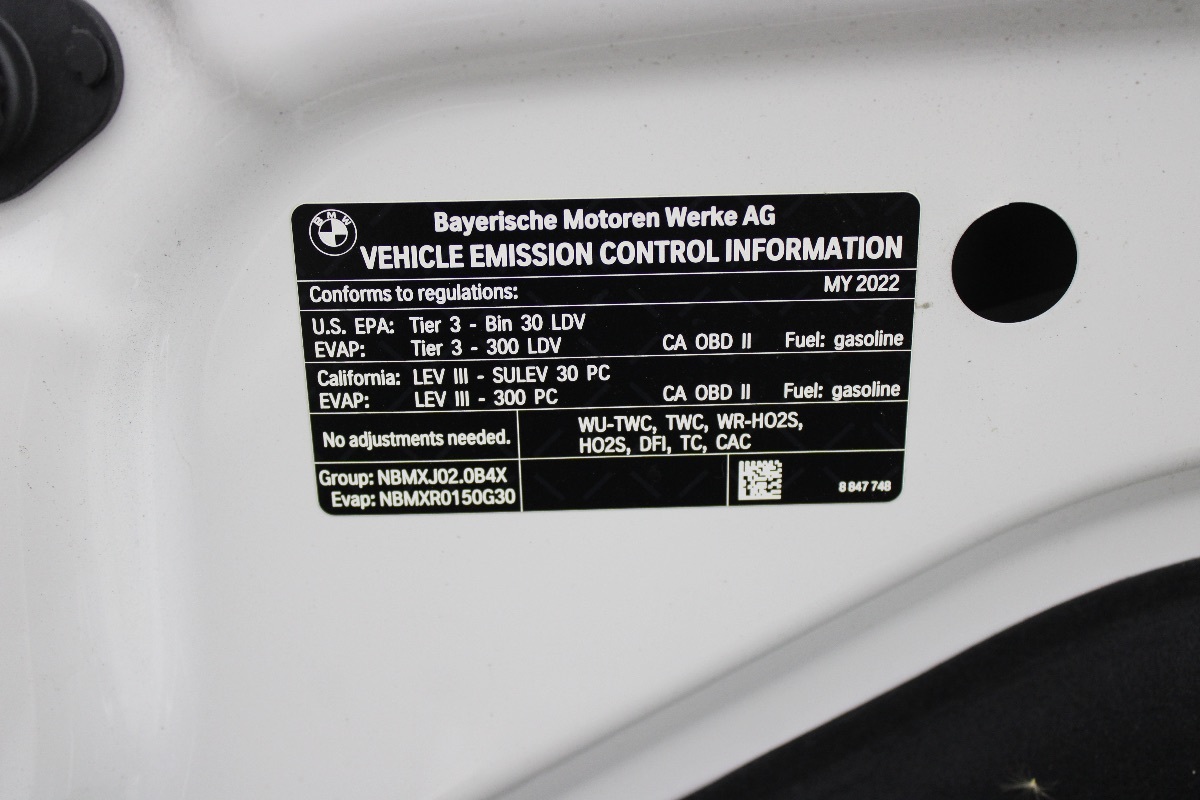 BMW
Bayerische Motoren Werke AG
VEHICLE EMISSION CONTROL INFORMATION
Conforms to regulations: MY 2022
U.S. EPA: Tier 3 - Bin 30 LDV
EVAP: Tier 3 - 300 LDV CA OBD II Fuel: gasoline
California: LEV III - SULEV 30 PC
EVAP: LEV III - 300 PC CA OBD II Fuel: gasoline
No adjustments needed.
WU-TWC, TWC, WR-HO2S,
HO2S, DFI, TC, CAC
Group: NBMXJ02.0B4X
Evap: NBMXR0150G30
8 847 748